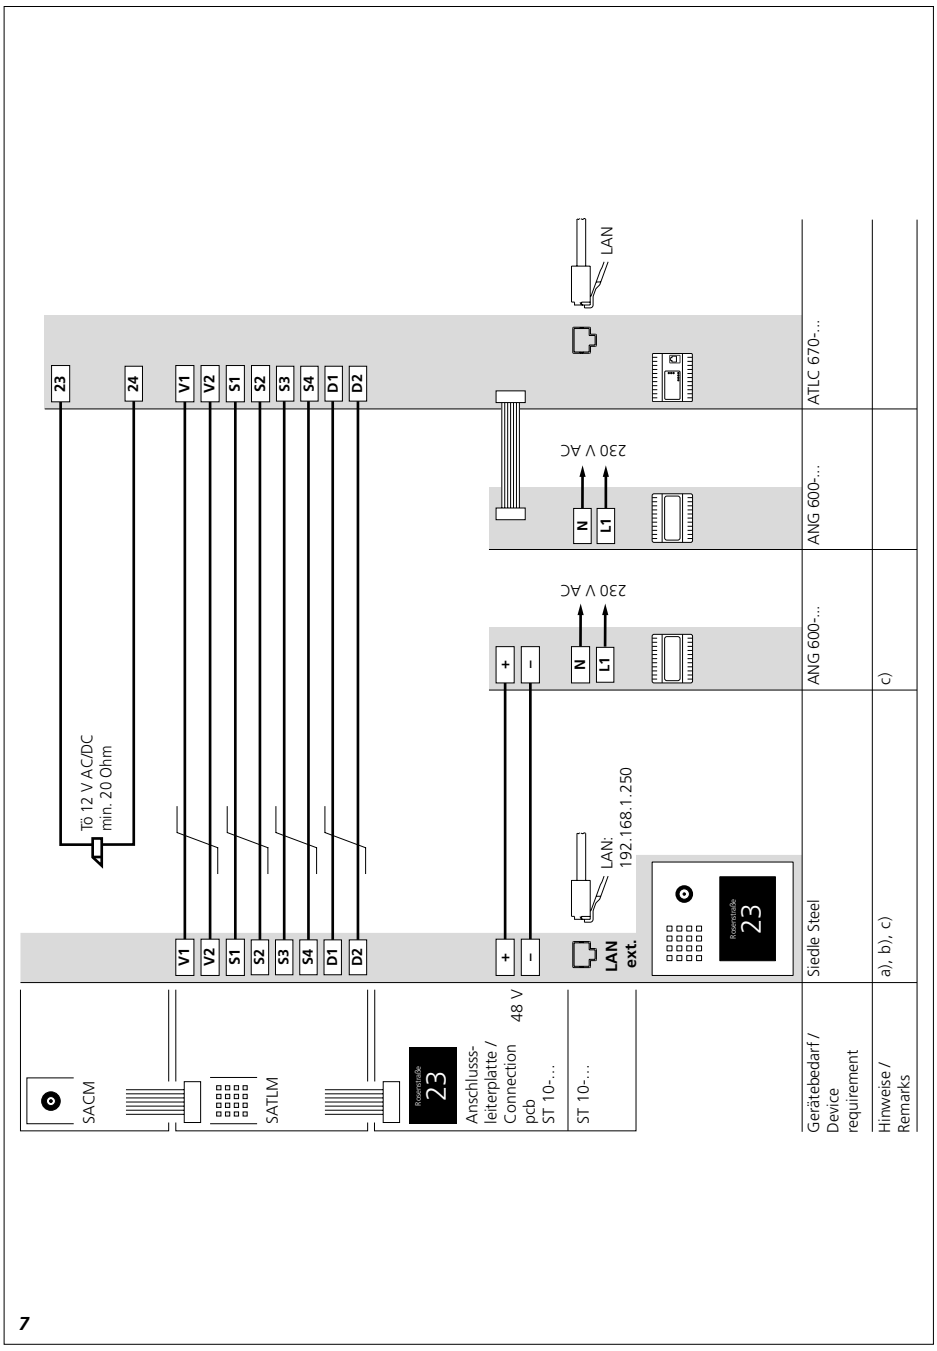 SACM
SATLM
Rosenstraße
23
Anschlusss-
leiterplatte /
Connection
pcb
ST 10-...
48 V
ST 10-...
Gerätebedarf /
Device
requirement
Hinweise /
Remarks
V1
V2
S1
S2
S3
S4
D1
D2
+
–
LAN
ext.
LAN:
192.168.1.250
Rosenstraße
23
Siedle Steel
a), b), c)
Tö 12 V AC/DC
min. 20 Ohm
+
–
N
L1
230 V AC
ANG 600-...
c)
N
L1
230 V AC
ANG 600-...
23
24
V1
V2
S1
S2
S3
S4
D1
D2
LAN
ATLC 670-...
7